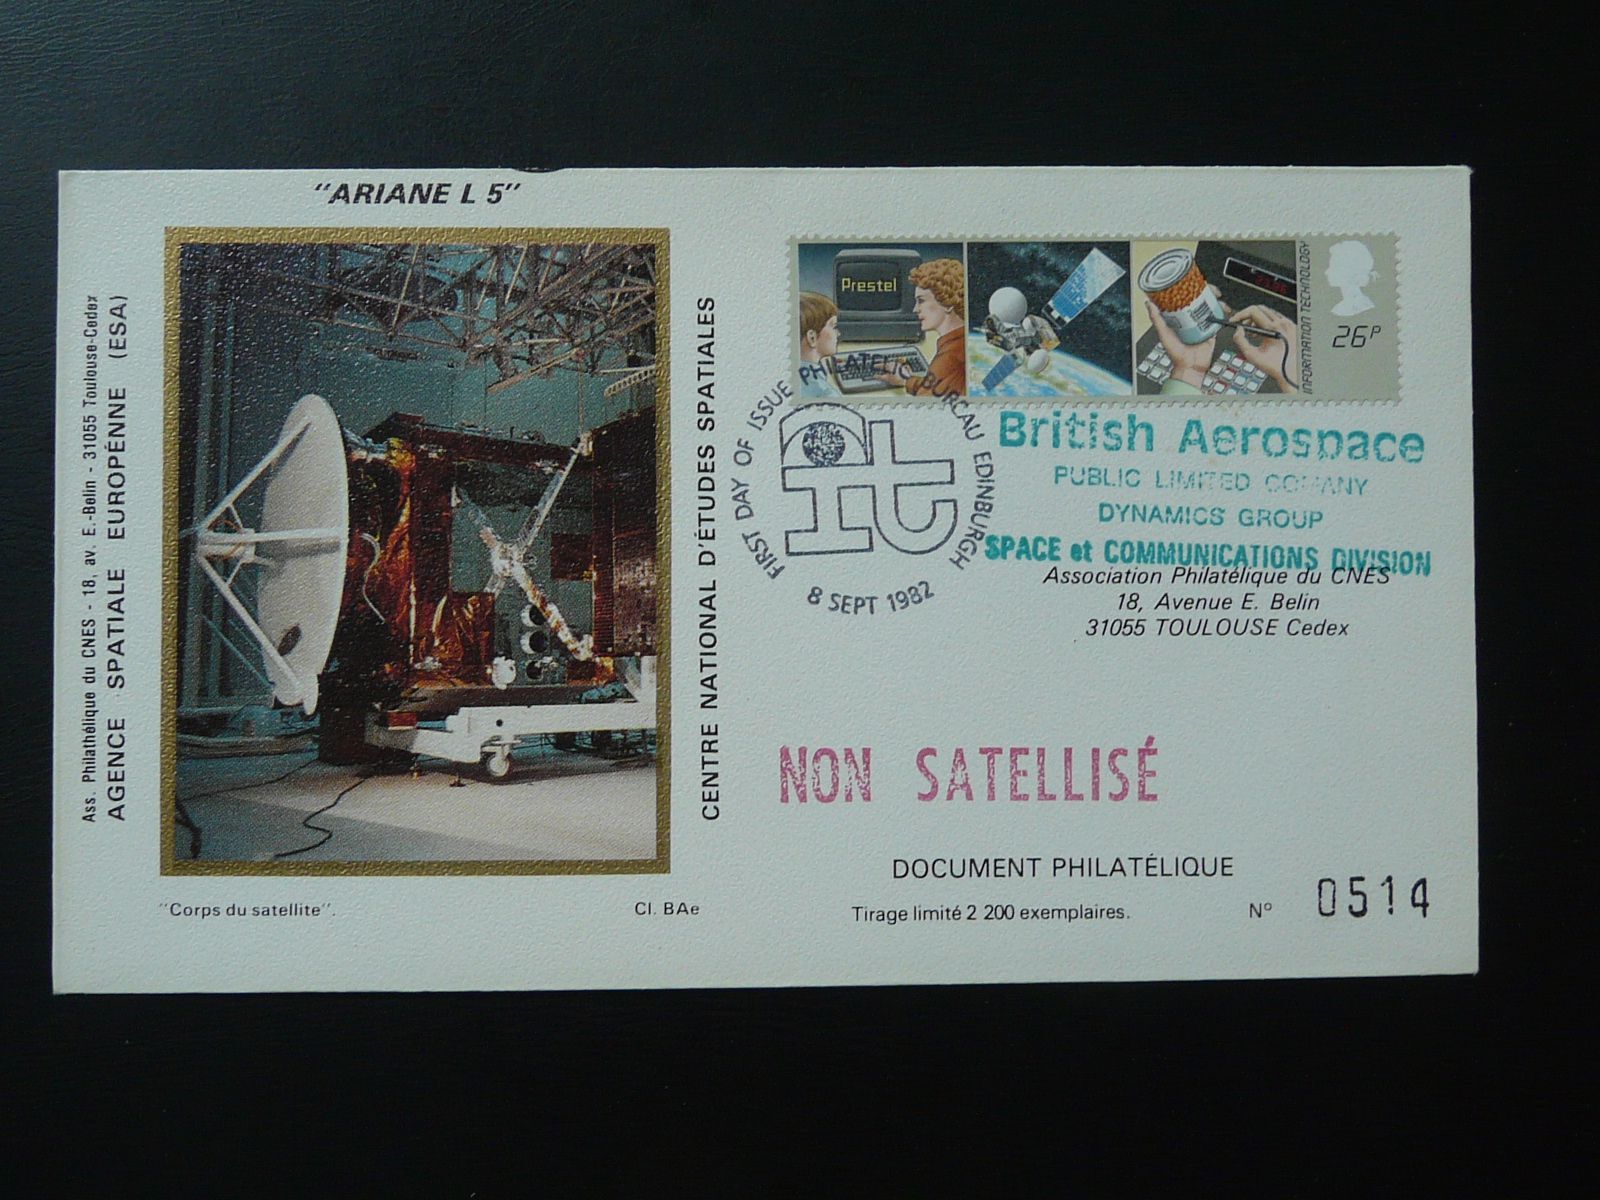 "ARIANE L 5"
Ass. Philathélique du CNES - 18, av. E.-Belin - 31055 Toulouse-Cedex
AGENCE SPATIALE EUROPÉNNE (ESA)
CENTRE NATIONAL D'ÉTUDES SPATIALES
"Corps du satellite".
Cl. BAe
Prestel
INFORMATION TECHNOLOGY
26P
FIRST DAY OF ISSUE PHILATELIC BUREAU EDINBURGH
8 SEPT 1982
British Aerospace
PUBLIC LIMITED COMPANY
DYNAMICS GROUP
SPACE et COMMUNICATIONS DIVISION
Association Philatélique du CNES
18, Avenue E. Belin
31055 TOULOUSE Cedex
NON SATELLISÉ
DOCUMENT PHILATÉLIQUE
Tirage limité 2 200 exemplaires.
N° 0514